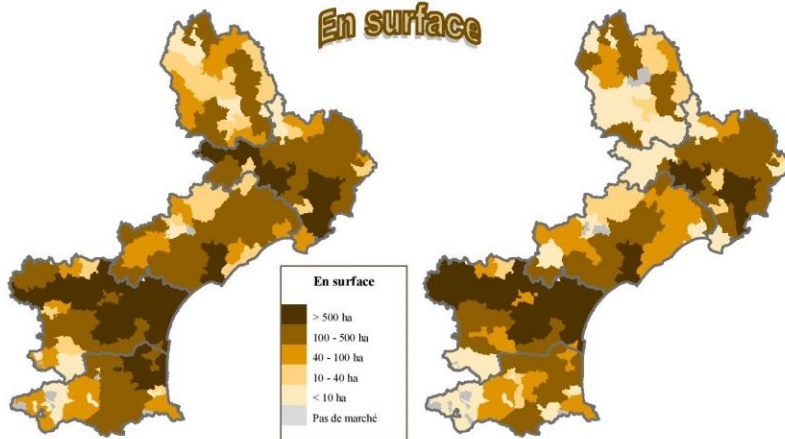 En surface
En surface
> 500 ha
100 - 500 ha
40 - 100 ha
10 - 40 ha
< 10 ha
Pas de marché